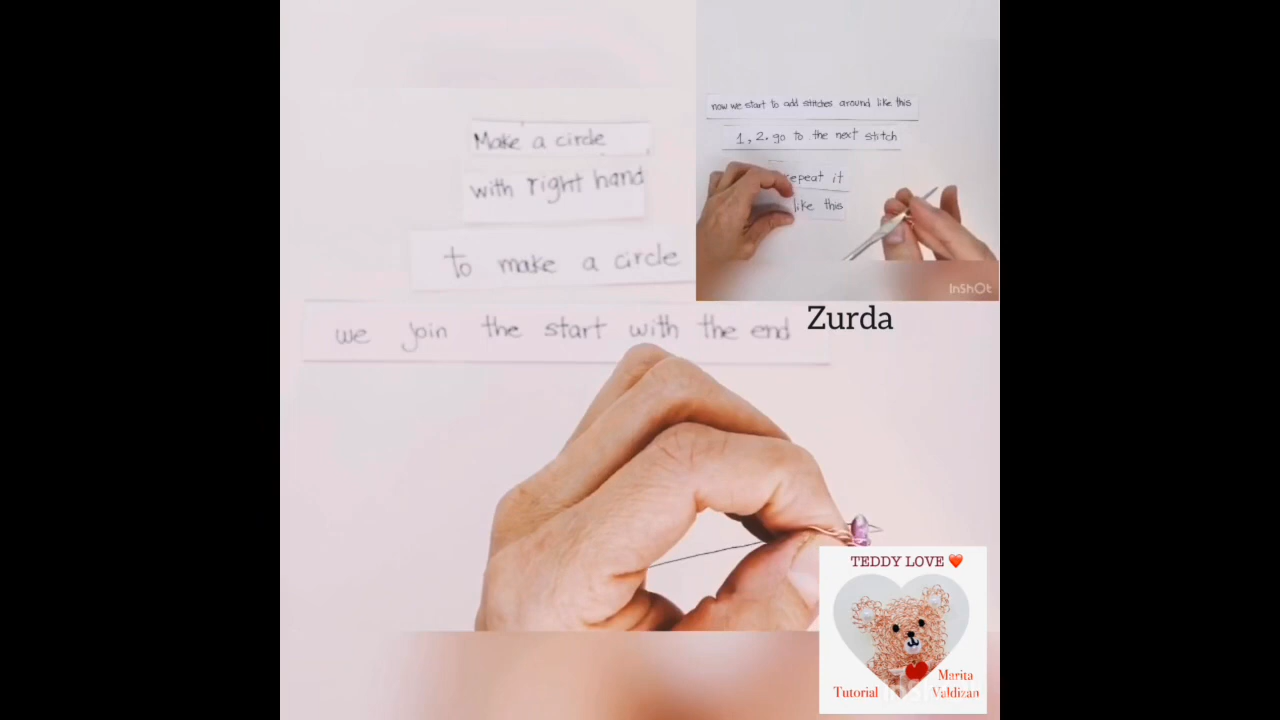 Make a circle
with right hand
to make a circle
we join the start with the end
now we start to add stitches around like this
1, 2. go to the next stitch
repeat it
like this
InShOt
Zurda
TEDDY LOVE ❤️
Tutorial
Marita
Valdizan